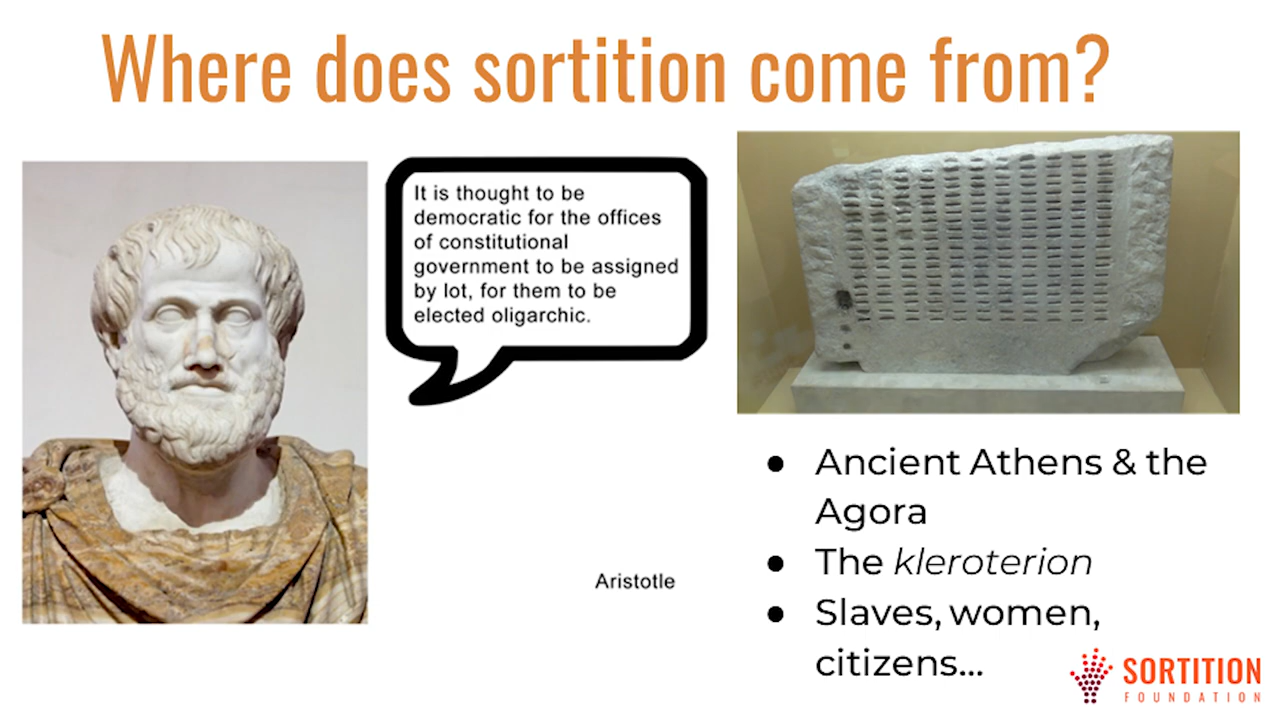 Where does sortition come from?
It is thought to be
democratic for the offices
of constitutional
government to be assigned
by lot, for them to be
elected oligarchic.
Aristotle
● Ancient Athens & the
Agora
● The kleroterion
● Slaves, women,
citizens...
SORTITION
FOUNDATION